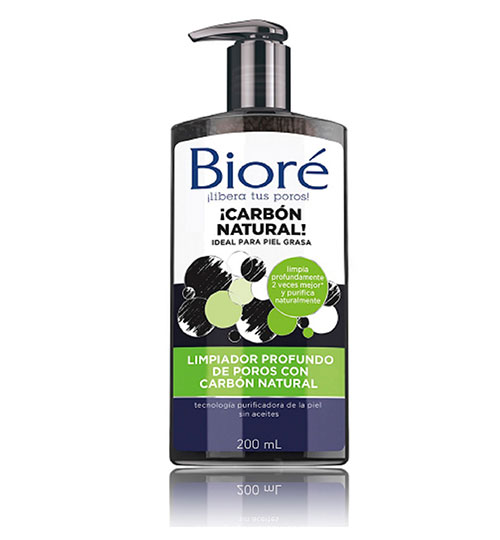 Bioré
¡libera tus poros!
¡CARBÓN
NATURAL!
IDEAL PARA PIEL GRASA
limpia
profundamente
2 veces mejor*
y purifica
naturalmente
LIMPIADOR PROFUNDO
DE POROS CON
CARBÓN NATURAL
tecnología purificadora de la piel
sin aceites
200 mL